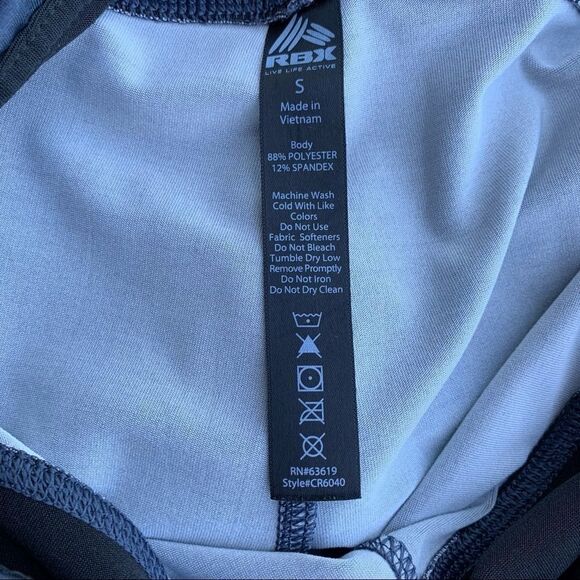 RBX
LIVE LIFE ACTIVE
S
Made in
Vietnam
Body
88% POLYESTER
12% SPANDEX
Machine Wash
Cold With Like
Colors
Do Not Use
Fabric Softeners
Do Not Bleach
Tumble Dry Low
Remove Promptly
Do Not Iron
Do Not Dry Clean
RN#63619
Style#CR6040